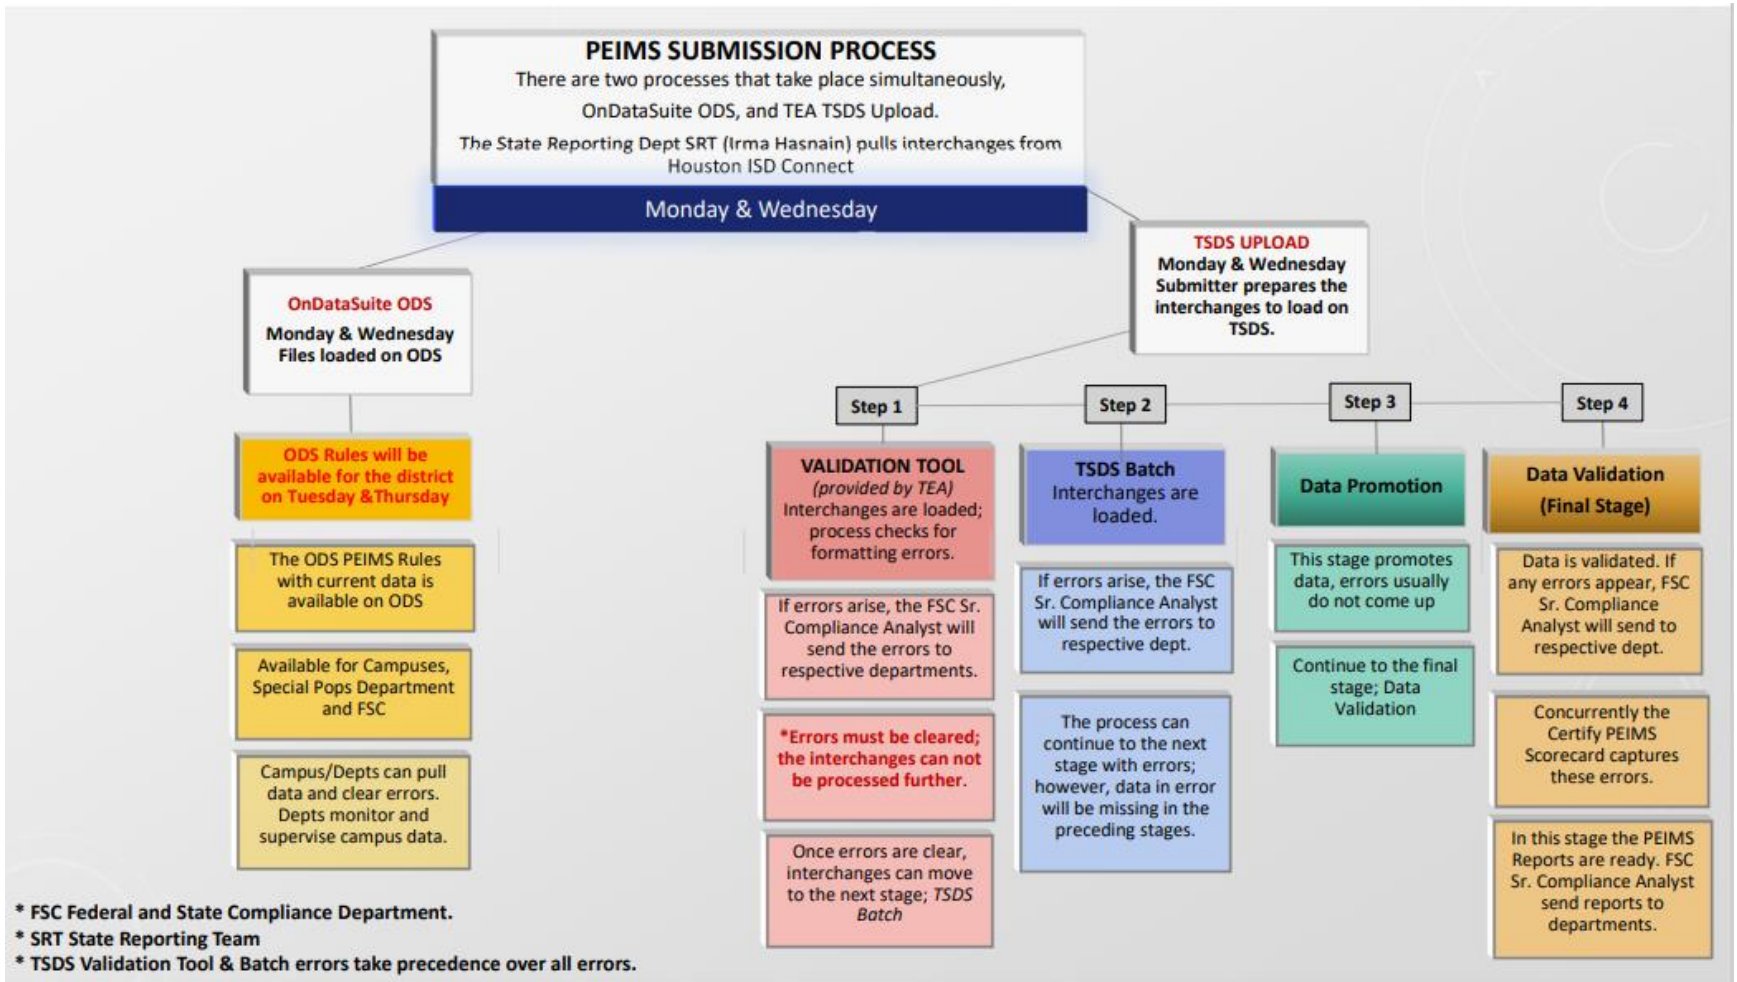 PEIMS SUBMISSION PROCESS
There are two processes that take place simultaneously,
OnDataSuite ODS, and TEA TSDS Upload.
The State Reporting Dept SRT (Irma Hasnain) pulls interchanges from
Houston ISD Connect
Monday & Wednesday
TSDS UPLOAD
Monday & Wednesday
Submitter prepares the
interchanges to load on
TSDS.
OnDataSuite ODS
Monday & Wednesday
Files loaded on ODS
ODS Rules will be
available for the district
on Tuesday &Thursday
The ODS PEIMS Rules
with current data is
available on ODS
Available for Campuses,
Special Pops Department
and FSC
Campus/Depts can pull
data and clear errors.
Depts monitor and
supervise campus data.
Step 1
VALIDATION TOOL
(provided by TEA)
Interchanges are loaded;
process checks for
formatting errors.
If errors arise, the FSC Sr.
Compliance Analyst will
send the errors to
respective departments.
*Errors must be cleared;
the interchanges can not
be processed further.
Once errors are clear,
interchanges can move
to the next stage; TSDS
Batch
Step 2
TSDS Batch
Interchanges are
loaded.
If errors arise, the FSC
Sr. Compliance Analyst
will send the errors to
respective dept.
The process can
continue to the next
stage with errors;
however, data in error
will be missing in the
preceding stages.
Step 3
Data Promotion
This stage promotes
data, errors usually
do not come up
Continue to the final
stage; Data
Validation
Step 4
Data Validation
(Final Stage)
Data is validated. If
any errors appear, FSC
Sr. Compliance
Analyst will send to
respective dept.
Concurrently the
Certify PEIMS
Scorecard captures
these errors.
In this stage the PEIMS
Reports are ready. FSC
Sr. Compliance Analyst
send reports to
departments.
* FSC Federal and State Compliance Department.
* SRT State Reporting Team
* TSDS Validation Tool & Batch errors take precedence over all errors.